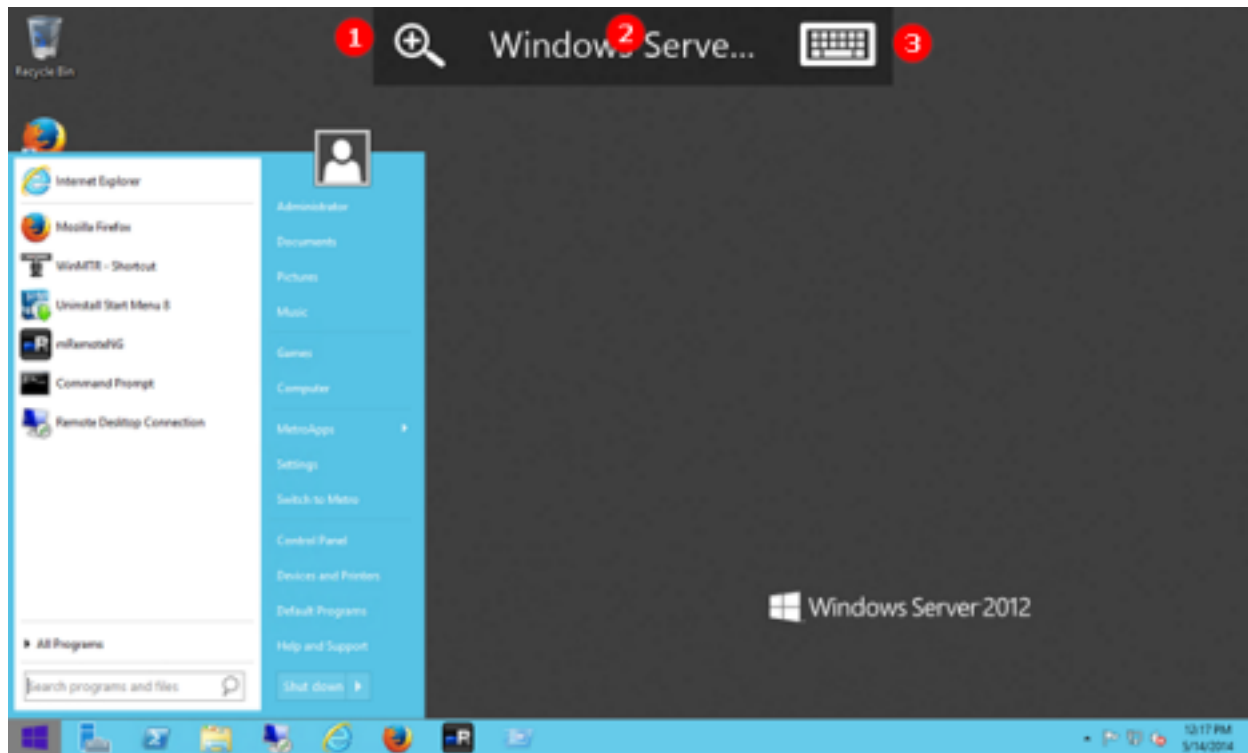 1
Windows Serve...
2
3
Recycle Bin
Internet Explorer
Mozilla Firefox
WinMTR - Shortcut
Uninstall Start Menu 8
mRemoteNG
Command Prompt
Remote Desktop Connection
All Programs
Search programs and files
Administrator
Documents
Pictures
Music
Games
Computer
MetroApps
Settings
Switch to Metro
Control Panel
Devices and Printers
Default Programs
Help and Support
Shut down
Windows Server 2012
12:17 PM
5/14/2014